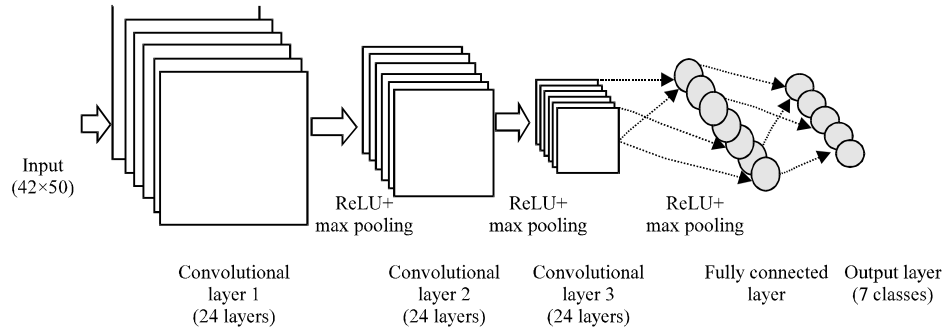 Input
(42×50)
ReLU+
max pooling
ReLU+
max pooling
ReLU+
max pooling
Convolutional
layer 1
(24 layers)
Convolutional
layer 2
(24 layers)
Convolutional
layer 3
(24 layers)
Fully connected
layer
Output layer
(7 classes)